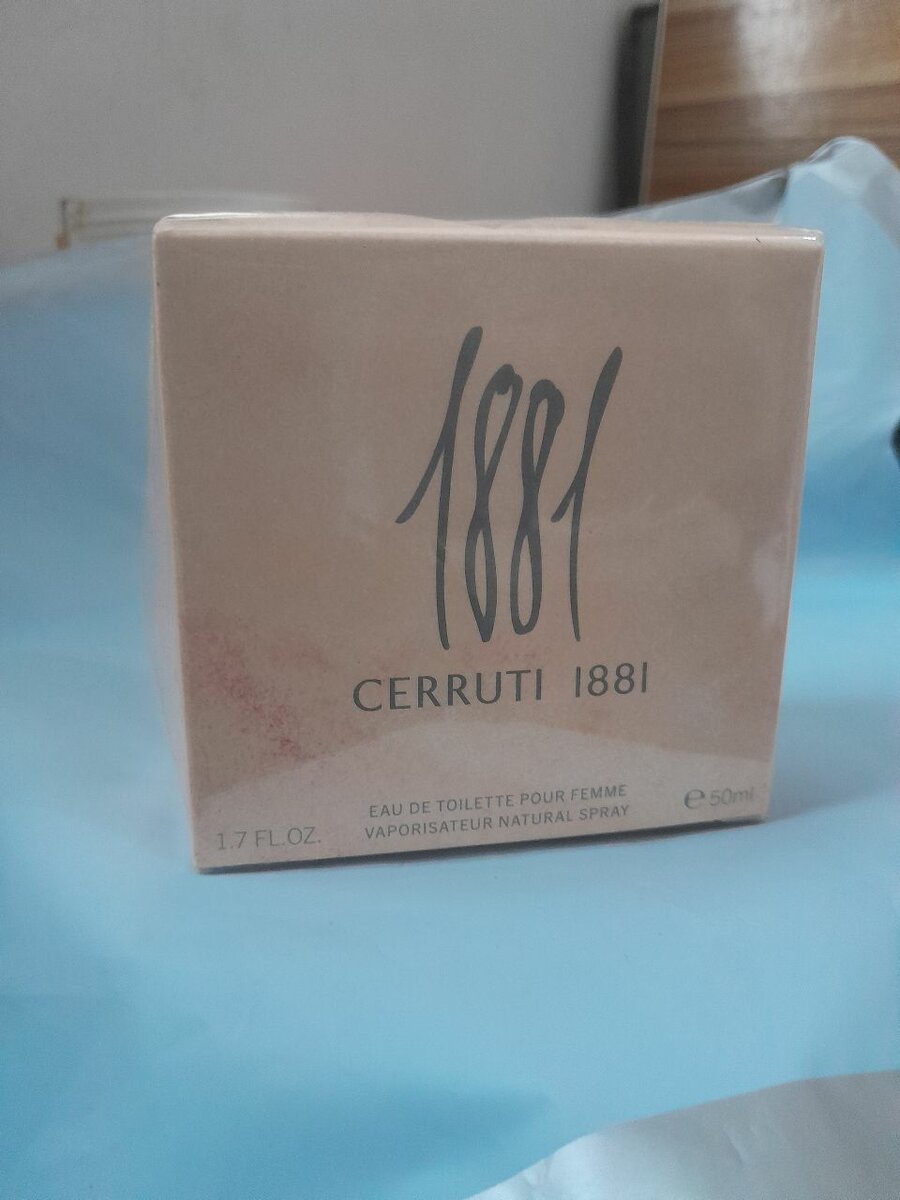 1881
CERRUTI 1881
EAU DE TOILETTE POUR FEMME
VAPORISATEUR NATURAL SPRAY
1.7 FL.OZ.
℮ 50ml